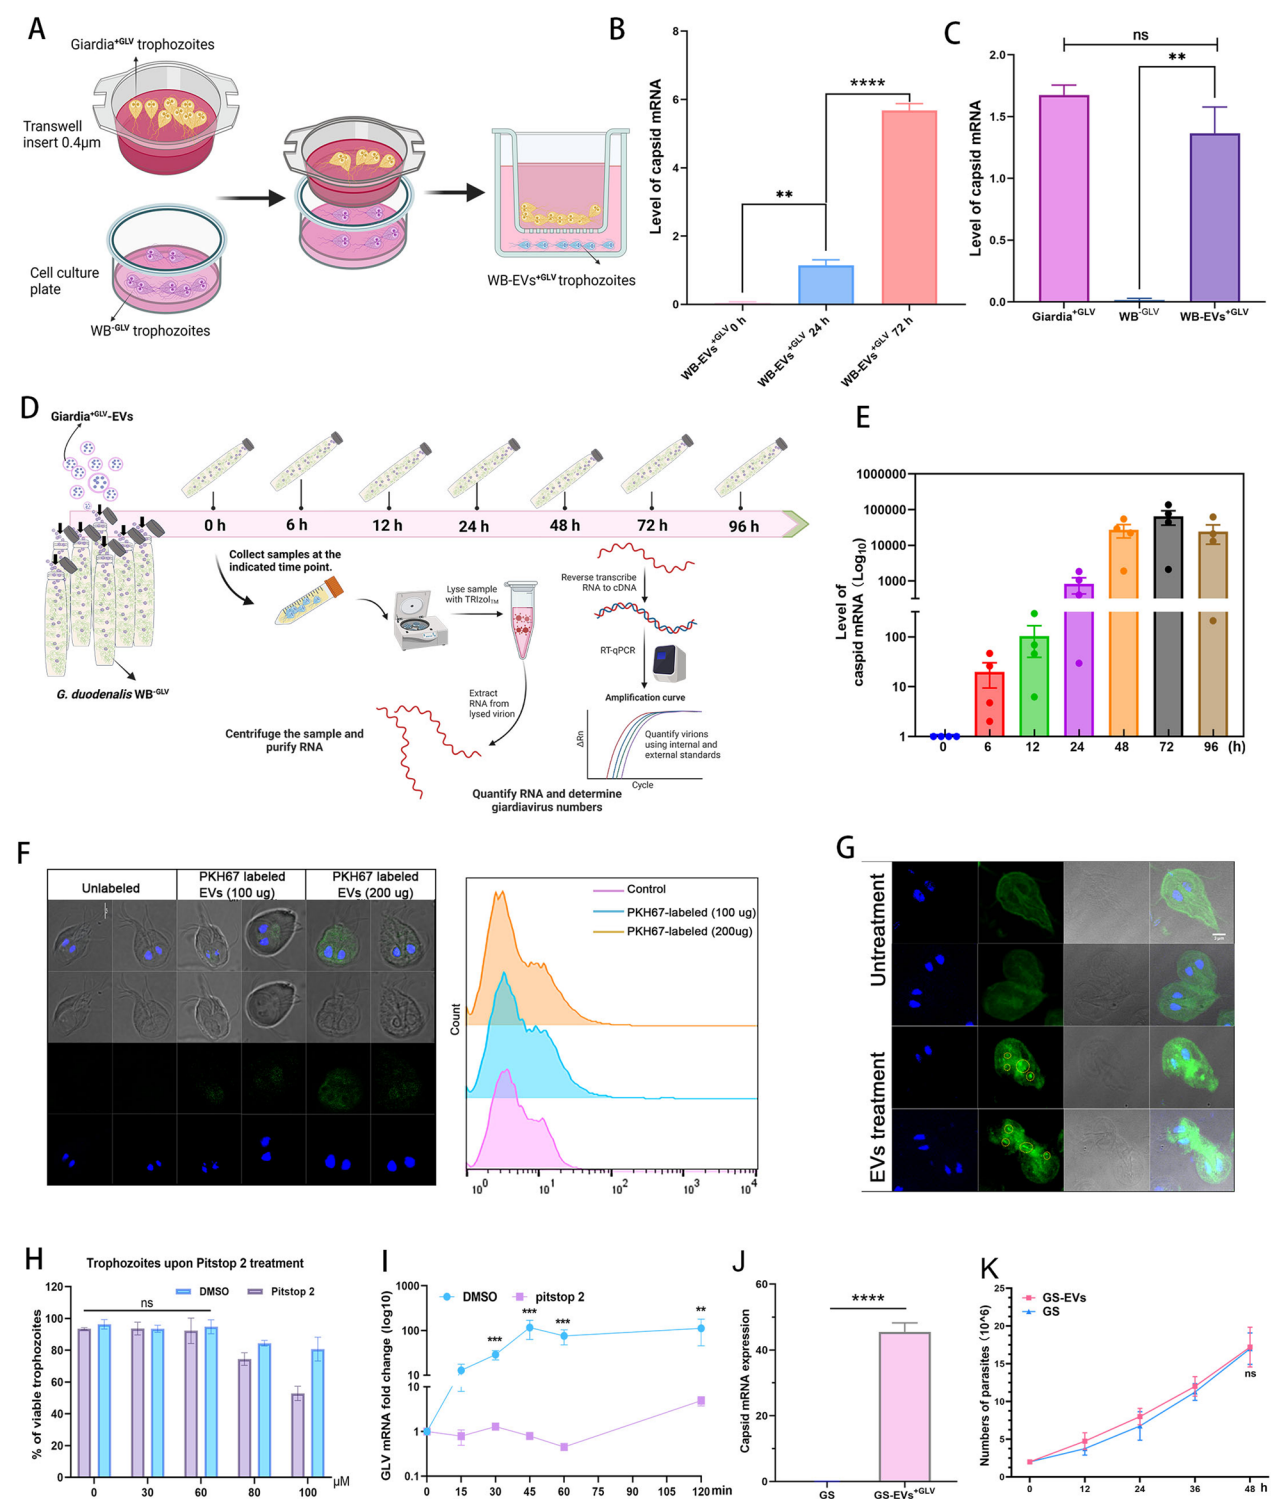 A
Giardia+GLV trophozoites
Transwell
insert 0.4μm
Cell culture
plate
WB-GLV trophozoites
WB-EVs+GLV trophozoites
B
Level of capsid mRNA
8
6
4
2
0
**
****
WB-EVs+GLV 0 h
WB-EVs+GLV 24 h
WB-EVs+GLV 72 h
C
Level of capsid mRNA
2.0
1.5
1.0
0.5
0.0
ns
**
Giardia+GLV
WB-GLV
WB-EVs+GLV
D
Giardia+GLV-EVs
0 h
6 h
12 h
24 h
48 h
72 h
96 h
Collect samples at the
indicated time point.
Lyse sample
with TRIzolTM
Reverse transcribe
RNA to cDNA
RT-qPCR
Extract
RNA from
lysed virion
Amplification curve
ΔRn
Quantify virions
using internal and
external standards
Cycle
G. duodenalis WB-GLV
Centrifuge the sample and
purify RNA
Quantify RNA and determine
giardiavirus numbers
E
Level of
caspid mRNA (Log10)
1000000
100000
10000
1000
100
10
1
0
6
12
24
48
72
96
(h)
F
Unlabeled
PKH67 labeled
EVs (100 ug)
PKH67 labeled
EVs (200 ug)
Count
Control
PKH67-labeled (100 ug)
PKH67-labeled (200ug)
10^0
10^1
10^2
10^3
10^4
G
Untreatment
EVs treatment
H
Trophozoites upon Pitstop 2 treatment
DMSO
Pitstop 2
ns
% of viable trophozoites
120
100
80
60
40
20
0
0
30
60
80
100
μM
I
GLV mRNA fold change (log10)
DMSO
pitstop 2
1000
100
10
10
1
0.1
***
***
***
**
0
15
30
45
60
75
90
105
120
min
J
Capsid mRNA expression
60
40
20
0
****
GS
GS-EVs+GLV
K
Numbers of parasites (10^6)
GS-EVs
GS
25
20
15
10
5
0
ns
0
12
24
36
48
h